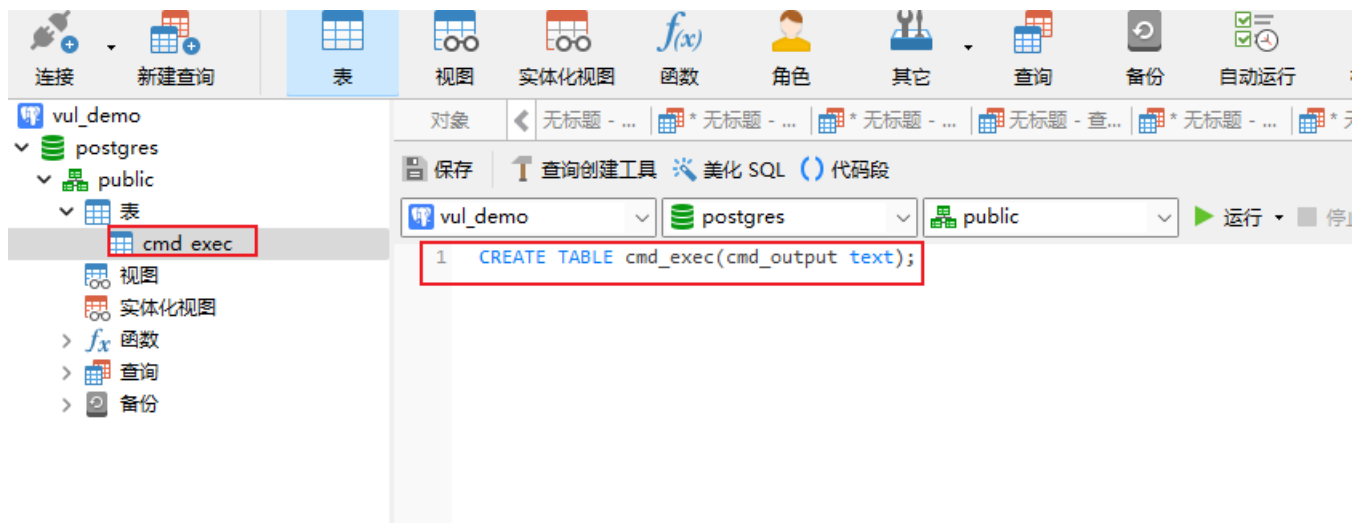 连接 新建查询 表 视图 实体化视图 函数 角色 其它 查询 备份 自动运行
vul_demo
对象 无标题 - ... * 无标题 - ... * 无标题 - ... 无标题 - 查... * 无标题 - ... *
postgres
public
保存 查询创建工具 美化 SQL () 代码段
表
vul_demo postgres public 运行
cmd_exec
1 CREATE TABLE cmd_exec(cmd_output text);
视图
实体化视图
fx 函数
查询
备份